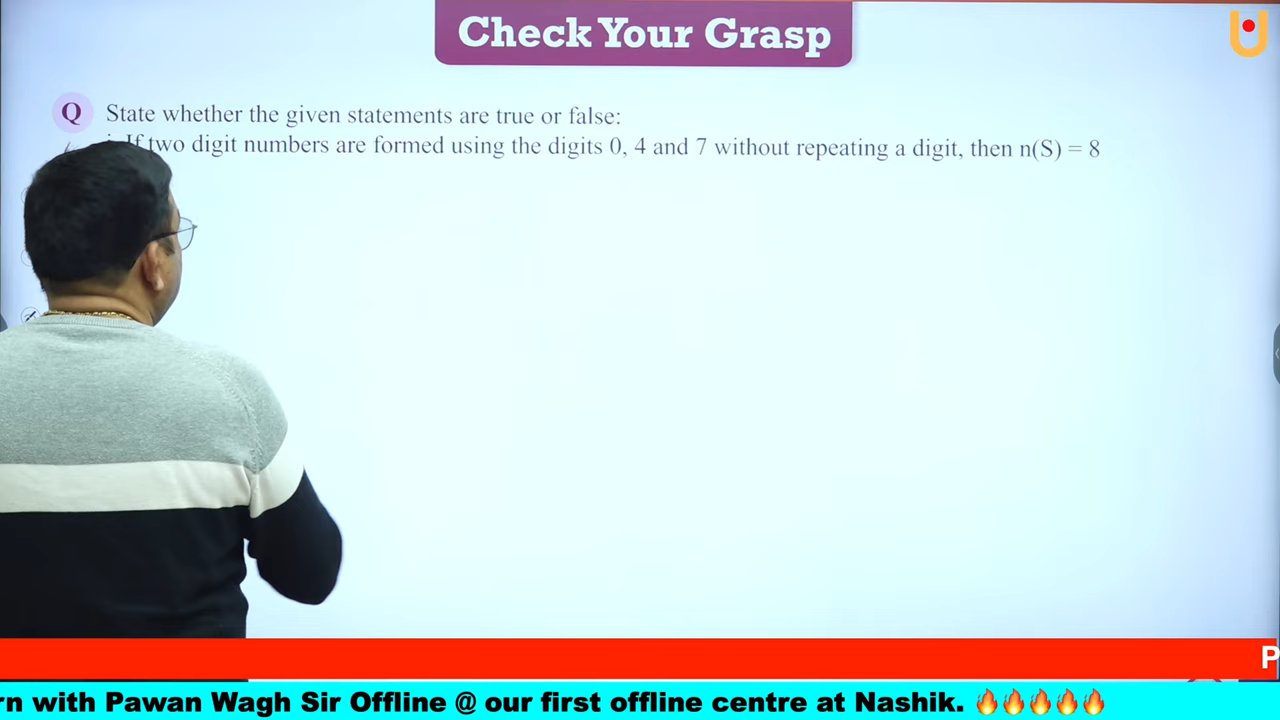 Check Your Grasp
Q State whether the given statements are true or false:
If two digit numbers are formed using the digits 0, 4 and 7 without repeating a digit, then n(S) = 8
P
rn with Pawan Wagh Sir Offline @ our first offline centre at Nashik. 🔥🔥🔥🔥🔥